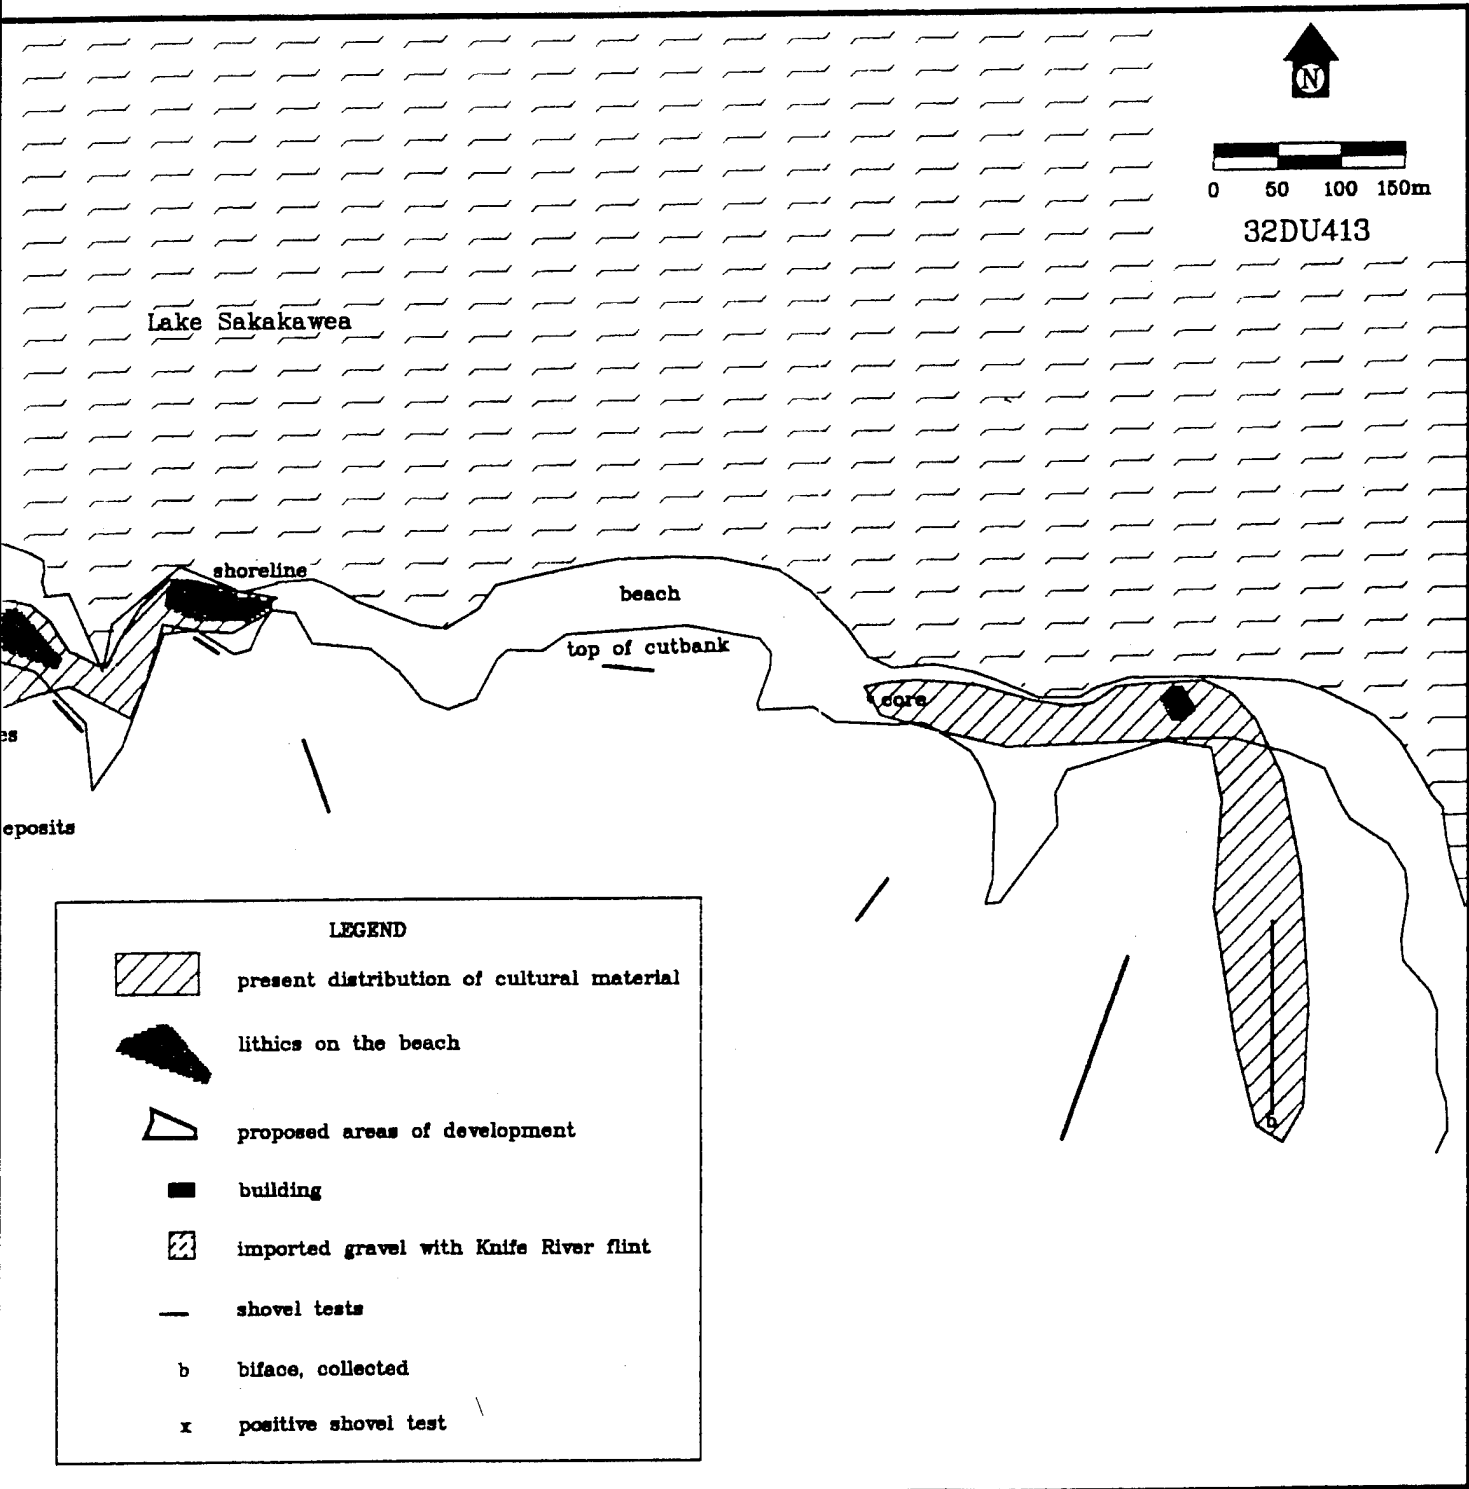 N
0 50 100 150m
32DU413
Lake Sakakawea
shoreline
beach
top of cutbank
core
es
eposits
b
LEGEND
present distribution of cultural material
lithics on the beach
proposed areas of development
building
imported gravel with Knife River flint
shovel tests
b biface, collected
x positive shovel test